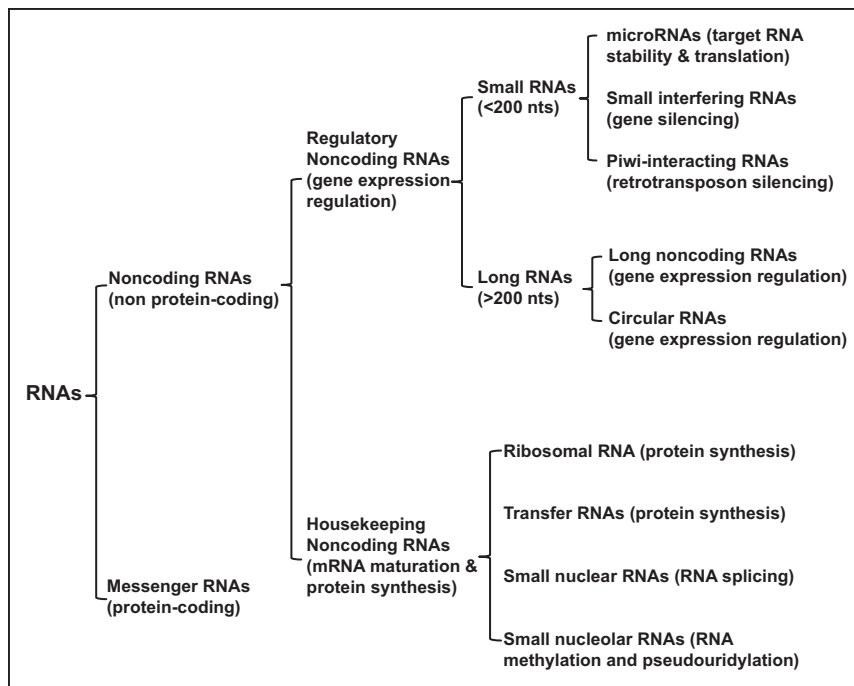 RNAs
Noncoding RNAs
(non protein-coding)
Regulatory
Noncoding RNAs
(gene expression
regulation)
Small RNAs
(<200 nts)
microRNAs (target RNA
stability & translation)
Small interfering RNAs
(gene silencing)
Piwi-interacting RNAs
(retrotransposon silencing)
Long RNAs
(>200 nts)
Long noncoding RNAs
(gene expression regulation)
Circular RNAs
(gene expression regulation)
Housekeeping
Noncoding RNAs
(mRNA maturation &
protein synthesis)
Ribosomal RNA (protein synthesis)
Transfer RNAs (protein synthesis)
Small nuclear RNAs (RNA splicing)
Small nucleolar RNAs (RNA
methylation and pseudouridylation)
Messenger RNAs
(protein-coding)